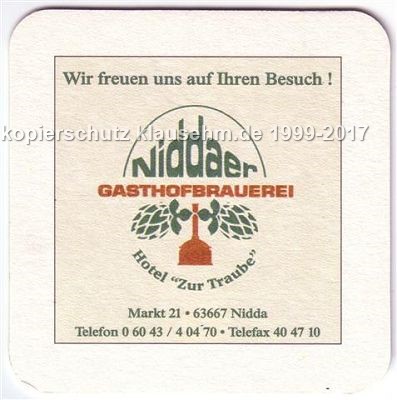 Wir freuen uns auf Ihren Besuch !
kopierschutz klausehm.de 1999-2017
Niddaer
GASTHOFBRAUEREI
Hotel "Zur Traube"
Markt 21 • 63667 Nidda
Telefon 0 60 43 / 4 04 70 • Telefax 40 47 10